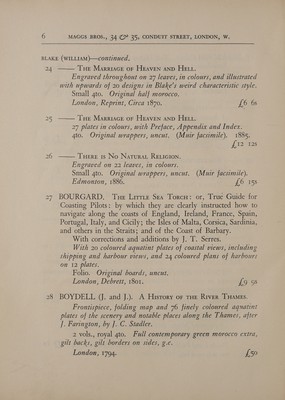 6 MAGGS BROS., 34 & 35, CONDUIT STREET, LONDON, W.
BLAKE (WILLIAM)—continued.
24 —— The Marriage of Heaven and Hell.
Engraved throughout on 27 leaves, in colours, and illustrated
with upwards of 20 designs in Blake's weird characteristic style.
Small 4to. Original half morocco.
London, Reprint, Circa 1870. £6 6s
25 —— The Marriage of Heaven and Hell.
27 plates in colours, with Preface, Appendix and Index.
4to. Original wrappers, uncut. (Muir facsimile). 1885.
£12 12s
26 —— There is No Natural Religion.
Engraved on 22 leaves, in colours.
Small 4to. Original wrappers, uncut. (Muir facsimile).
Edmonton, 1886. £6 15s
27 BOURGARD. The Little Sea Torch: or, True Guide for
Coasting Pilots: by which they are clearly instructed how to
navigate along the coasts of England, Ireland, France, Spain,
Portugal, Italy, and Sicily; the Isles of Malta, Corsica, Sardinia,
and others in the Straits; and of the Coast of Barbary.
With corrections and additions by J. T. Serres.
With 20 coloured aquatint plates of coastal views, including
shipping and harbour views, and 24 coloured plans of harbours
on 12 plates.
Folio. Original boards, uncut.
London, Debrett, 1801. £9 5s
28 BOYDELL (J. and J.). A History of the River Thames.
Frontispiece, folding map and 76 finely coloured aquatint
plates of the scenery and notable places along the Thames, after
J. Farington, by J. C. Stadler.
2 vols., royal 4to. Full contemporary green morocco extra,
gilt backs, gilt borders on sides, g.e.
London, 1794. £50